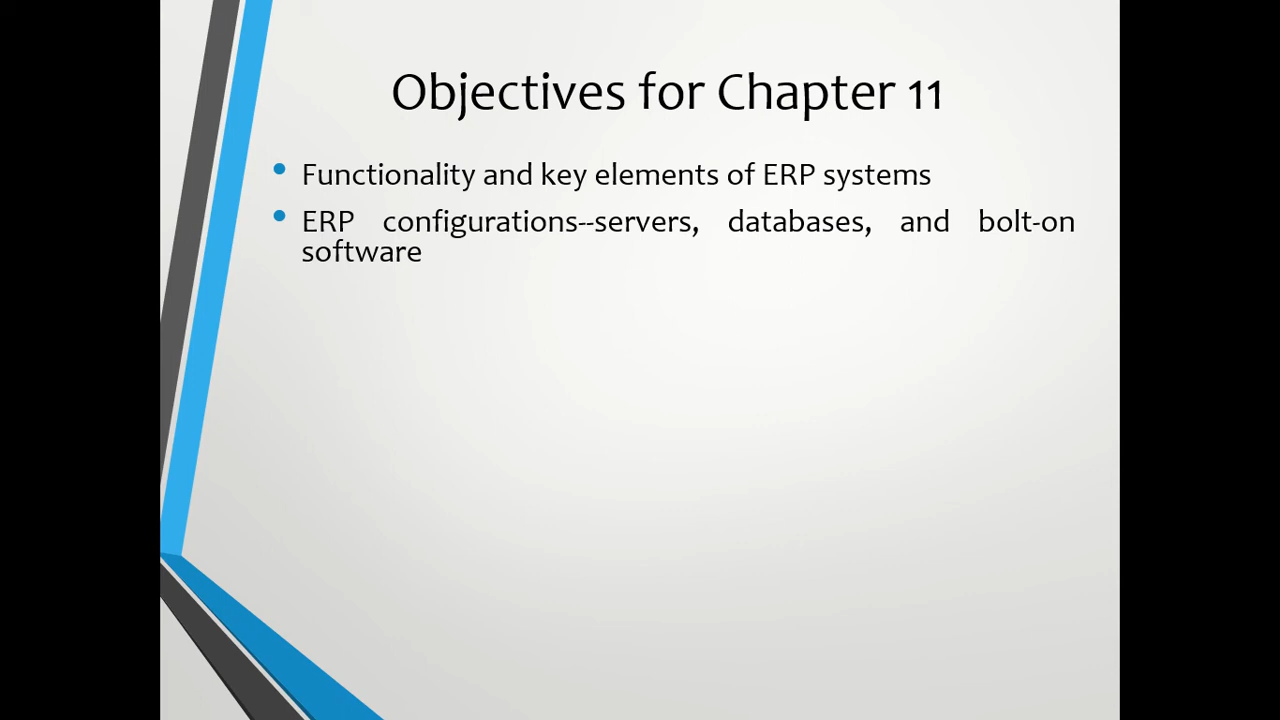 Objectives for Chapter 11
Functionality and key elements of ERP systems
ERP configurations--servers, databases, and bolt-on
software